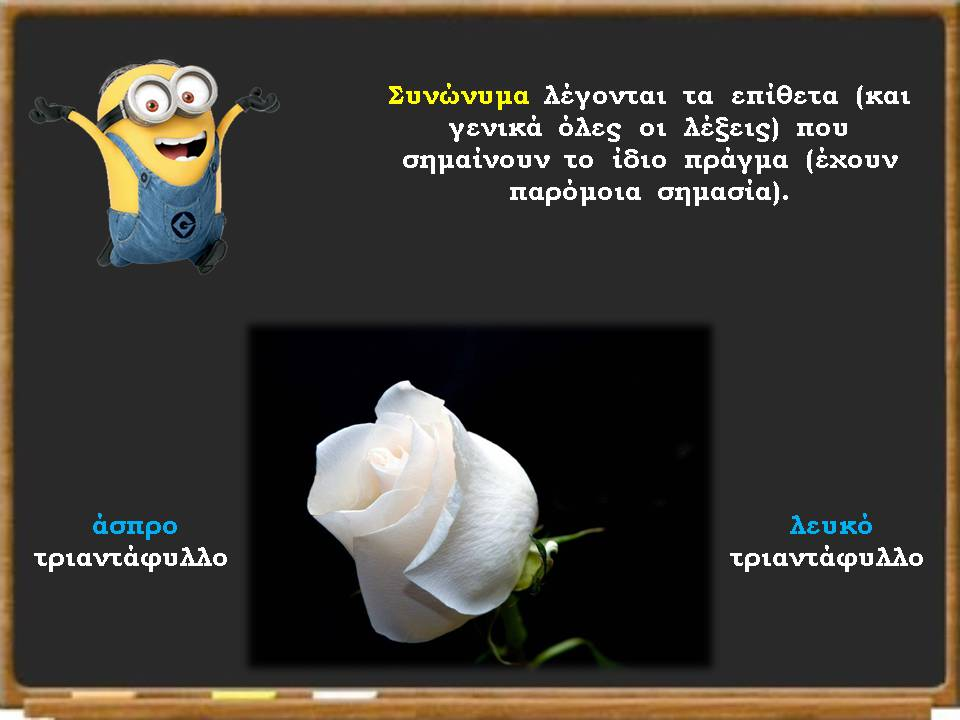 Συνώνυμα λέγονται τα επίθετα (και
γενικά όλες οι λέξεις) που
σημαίνουν το ίδιο πράγμα (έχουν
παρόμοια σημασία).
άσπρο
τριαντάφυλλο
λευκό
τριαντάφυλλο